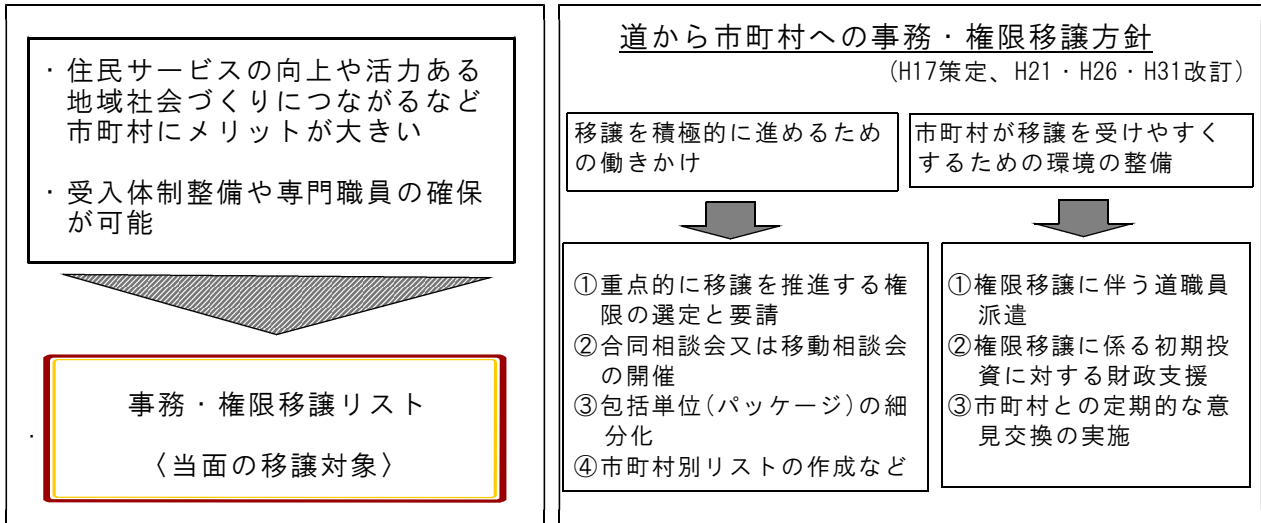 ・住民サービスの向上や活力ある
地域社会づくりにつながるなど
市町村にメリットが大きい
・受入体制整備や専門職員の確保
が可能
事務・権限移譲リスト
〈当面の移譲対象〉
道から市町村への事務・権限移譲方針
(H17策定、H21・H26・H31改訂)
移譲を積極的に進めるため
の働きかけ
市町村が移譲を受けやすく
するための環境の整備
①重点的に移譲を推進する権
限の選定と要請
②合同相談会又は移動相談会
の開催
③包括単位(パッケージ)の細
分化
④市町村別リストの作成など
①権限移譲に伴う道職員
派遣
②権限移譲に係る初期投
資に対する財政支援
③市町村との定期的な意
見交換の実施